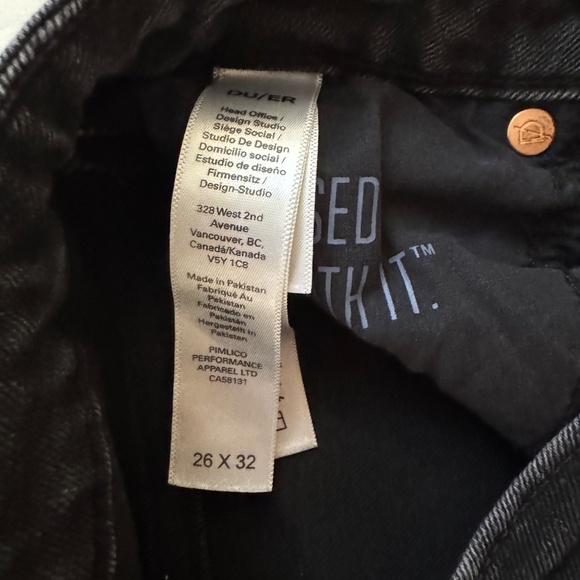 DU/ER
Head Office /
Design Studio
Siège Social /
Studio De Design
Domicilio social /
Estudio de diseño
Firmensitz /
Design-Studio
328 West 2nd
Avenue
Vancouver, BC,
Canadá/Kanada
V5Y 1C8
Made in Pakistan
Fabriqué Au
Pakistan
Fabricado en
Pakistán
Hergestellt in
Pakistan
PIMLICO
PERFORMANCE
APPAREL LTD
CA58131
26 X 32
SED
TH IT.™